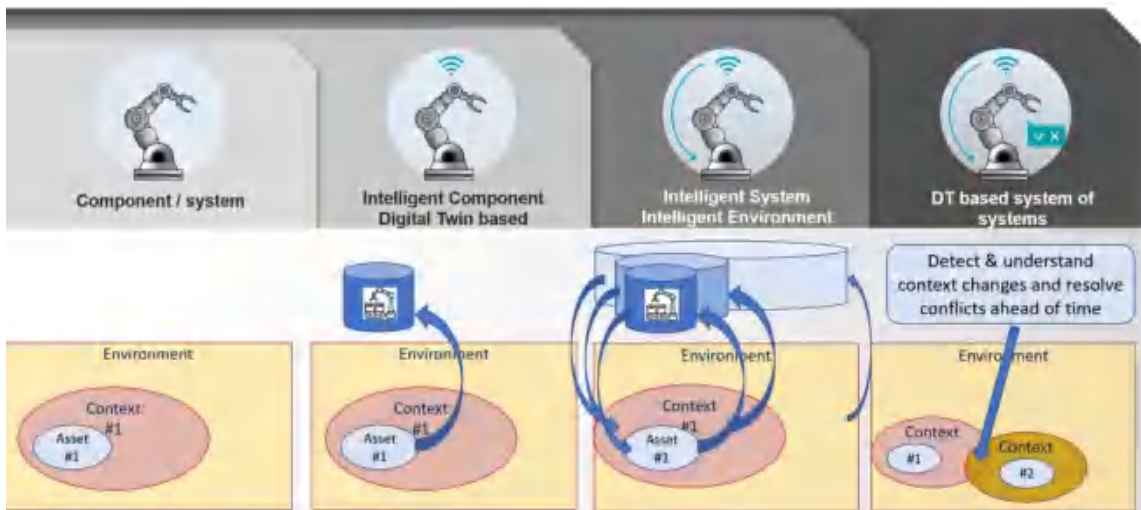 Component / system
Intelligent Component
Digital Twin based
Intelligent System
Intelligent Environment
DT based system of
systems
Detect & understand
context changes and resolve
conflicts ahead of time
Environment
Context
#1
Asset
#1
Environment
Context
#1
Asset
#1
Environment
Context
#1
Asset
#1
Environment
Context
#1
Context
#2